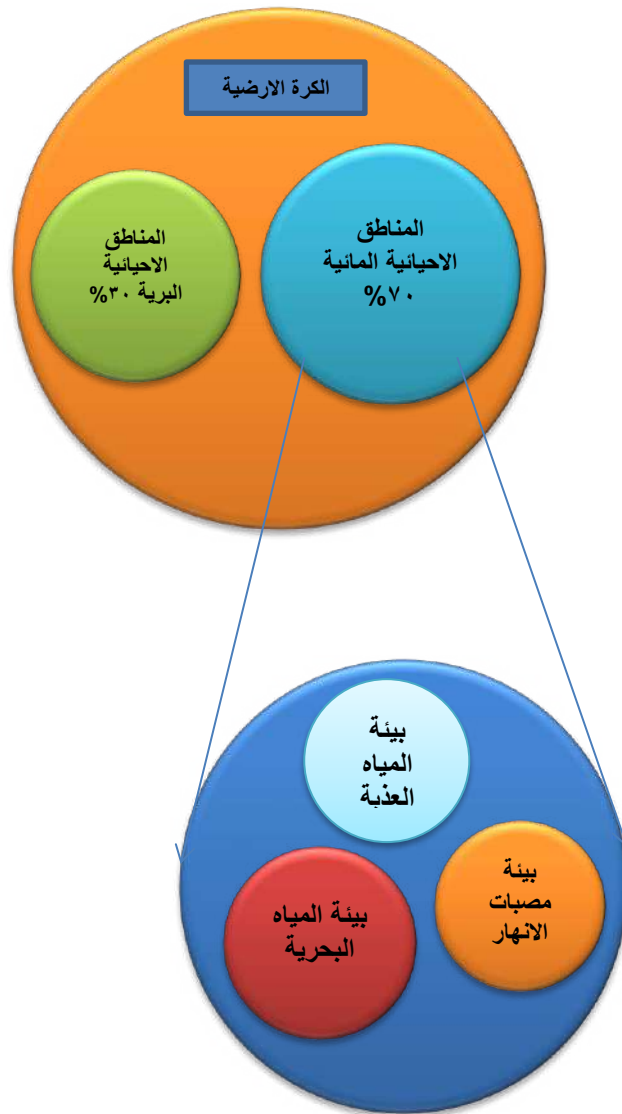 الكرة الارضية
المناطق
الاحيائية المائية
٧٠%
المناطق
الاحيائية
البرية ٣٠%
بيئة
المياه
العذبة
بيئة
مصبات
الانهار
بيئة المياه
البحرية